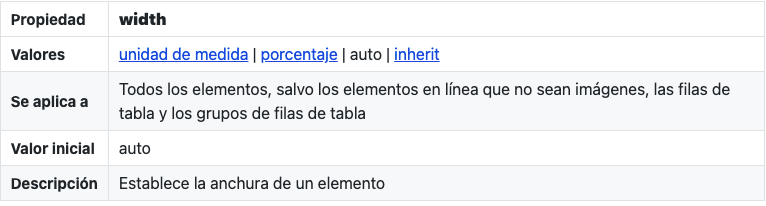 Propiedad width
Valores unidad de medida | porcentaje | auto | inherit
Se aplica a Todos los elementos, salvo los elementos en línea que no sean imágenes, las filas de
tabla y los grupos de filas de tabla
Valor inicial auto
Descripción Establece la anchura de un elemento